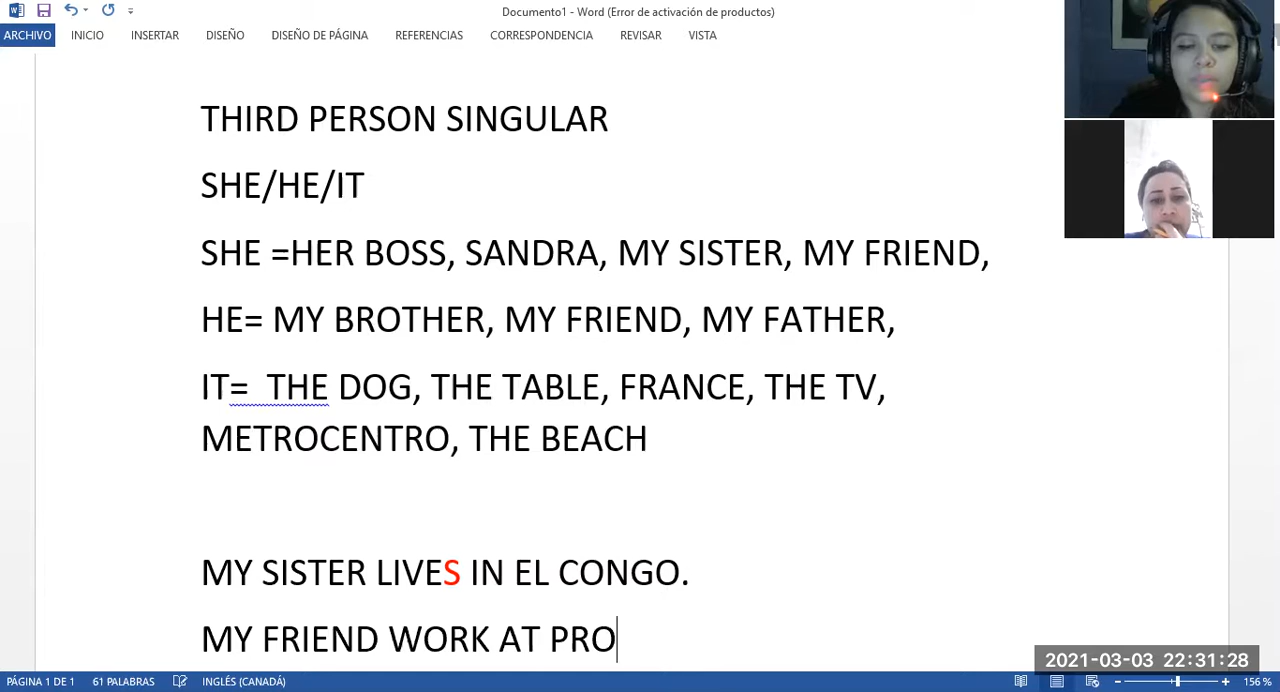 Documento1 - Word (Error de activación de productos)
ARCHIVO INICIO INSERTAR DISEÑO DISEÑO DE PÁGINA REFERENCIAS CORRESPONDENCIA REVISAR VISTA
THIRD PERSON SINGULAR
SHE/HE/IT
SHE =HER BOSS, SANDRA, MY SISTER, MY FRIEND,
HE= MY BROTHER, MY FRIEND, MY FATHER,
IT= THE DOG, THE TABLE, FRANCE, THE TV,
METROCENTRO, THE BEACH
MY SISTER LIVES IN EL CONGO.
MY FRIEND WORK AT PRO
2021-03-03 22:31:28
PÁGINA 1 DE 1 61 PALABRAS INGLÉS (CANADÁ) 156 %